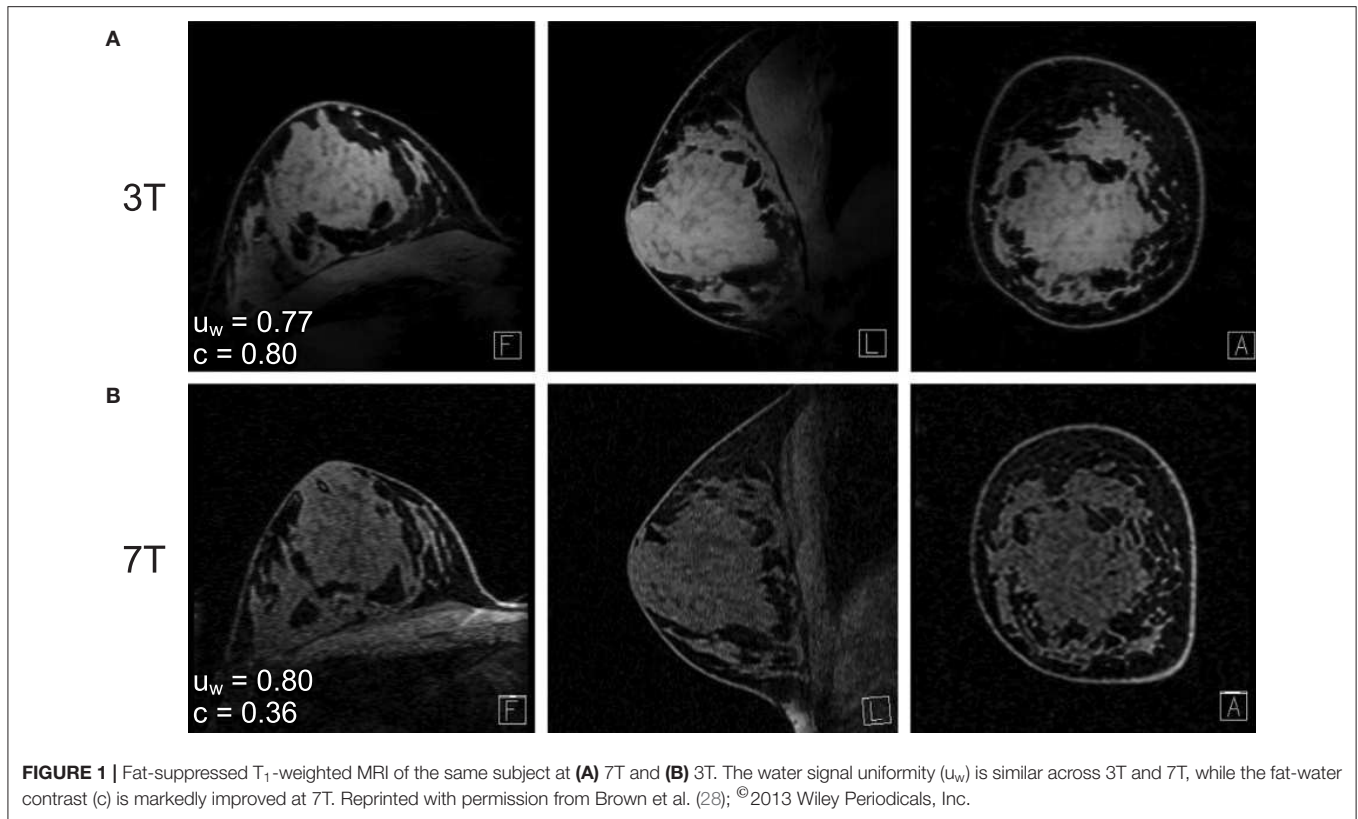 A
3T
u_w = 0.77
c = 0.80
F
L
A
B
7T
u_w = 0.80
c = 0.36
F
L
A
FIGURE 1 | Fat-suppressed T₁-weighted MRI of the same subject at (A) 7T and (B) 3T. The water signal uniformity (u_w) is similar across 3T and 7T, while the fat-water
contrast (c) is markedly improved at 7T. Reprinted with permission from Brown et al. (28); ©2013 Wiley Periodicals, Inc.